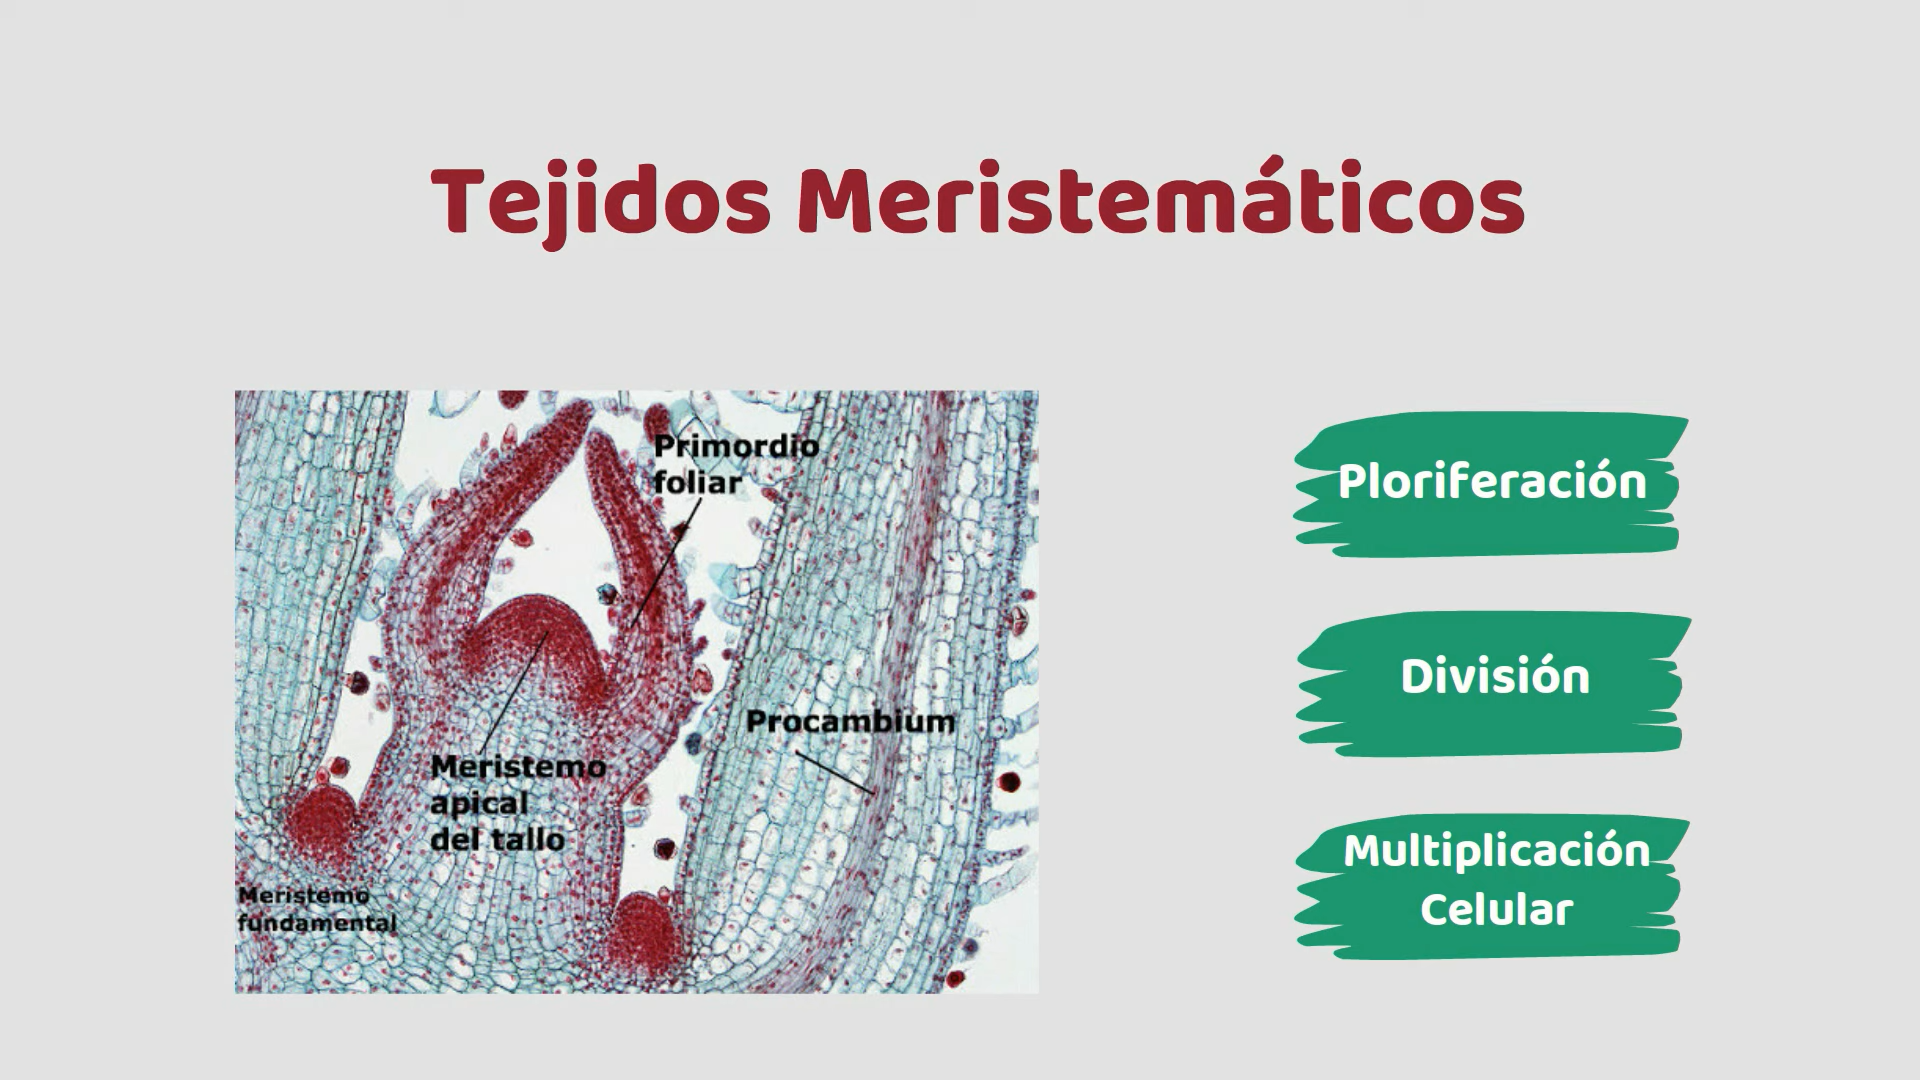 Tejidos Meristemáticos
Primordio
foliar
Procambium
Meristemo
apical
del tallo
Meristemo
fundamental
Ploriferación
División
Multiplicación
Celular